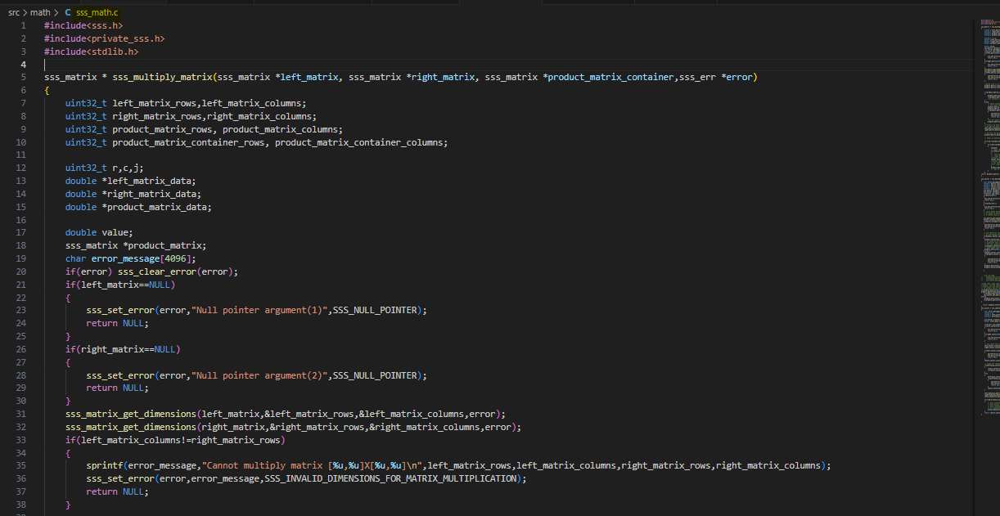 src > math > C sss_math.c
1 #include<sss.h>
2 #include<private_sss.h>
3 #include<stdlib.h>
4
5 sss_matrix * sss_multiply_matrix(sss_matrix *left_matrix, sss_matrix *right_matrix, sss_matrix *product_matrix_container,sss_err *error)
6 {
7 uint32_t left_matrix_rows,left_matrix_columns;
8 uint32_t right_matrix_rows,right_matrix_columns;
9 uint32_t product_matrix_rows, product_matrix_columns;
10 uint32_t product_matrix_container_rows, product_matrix_container_columns;
11
12 uint32_t r,c,j;
13 double *left_matrix_data;
14 double *right_matrix_data;
15 double *product_matrix_data;
16
17 double value;
18 sss_matrix *product_matrix;
19 char error_message[4096];
20 if(error) sss_clear_error(error);
21 if(left_matrix==NULL)
22 {
23 sss_set_error(error,"Null pointer argument(1)",SSS_NULL_POINTER);
24 return NULL;
25 }
26 if(right_matrix==NULL)
27 {
28 sss_set_error(error,"Null pointer argument(2)",SSS_NULL_POINTER);
29 return NULL;
30 }
31 sss_matrix_get_dimensions(left_matrix,&left_matrix_rows,&left_matrix_columns,error);
32 sss_matrix_get_dimensions(right_matrix,&right_matrix_rows,&right_matrix_columns,error);
33 if(left_matrix_columns!=right_matrix_rows)
34 {
35 sprintf(error_message,"Cannot multiply matrix [%u,%u]X[%u,%u]\n",left_matrix_rows,left_matrix_columns,right_matrix_rows,right_matrix_columns);
36 sss_set_error(error,error_message,SSS_INVALID_DIMENSIONS_FOR_MATRIX_MULTIPLICATION);
37 return NULL;
38 }